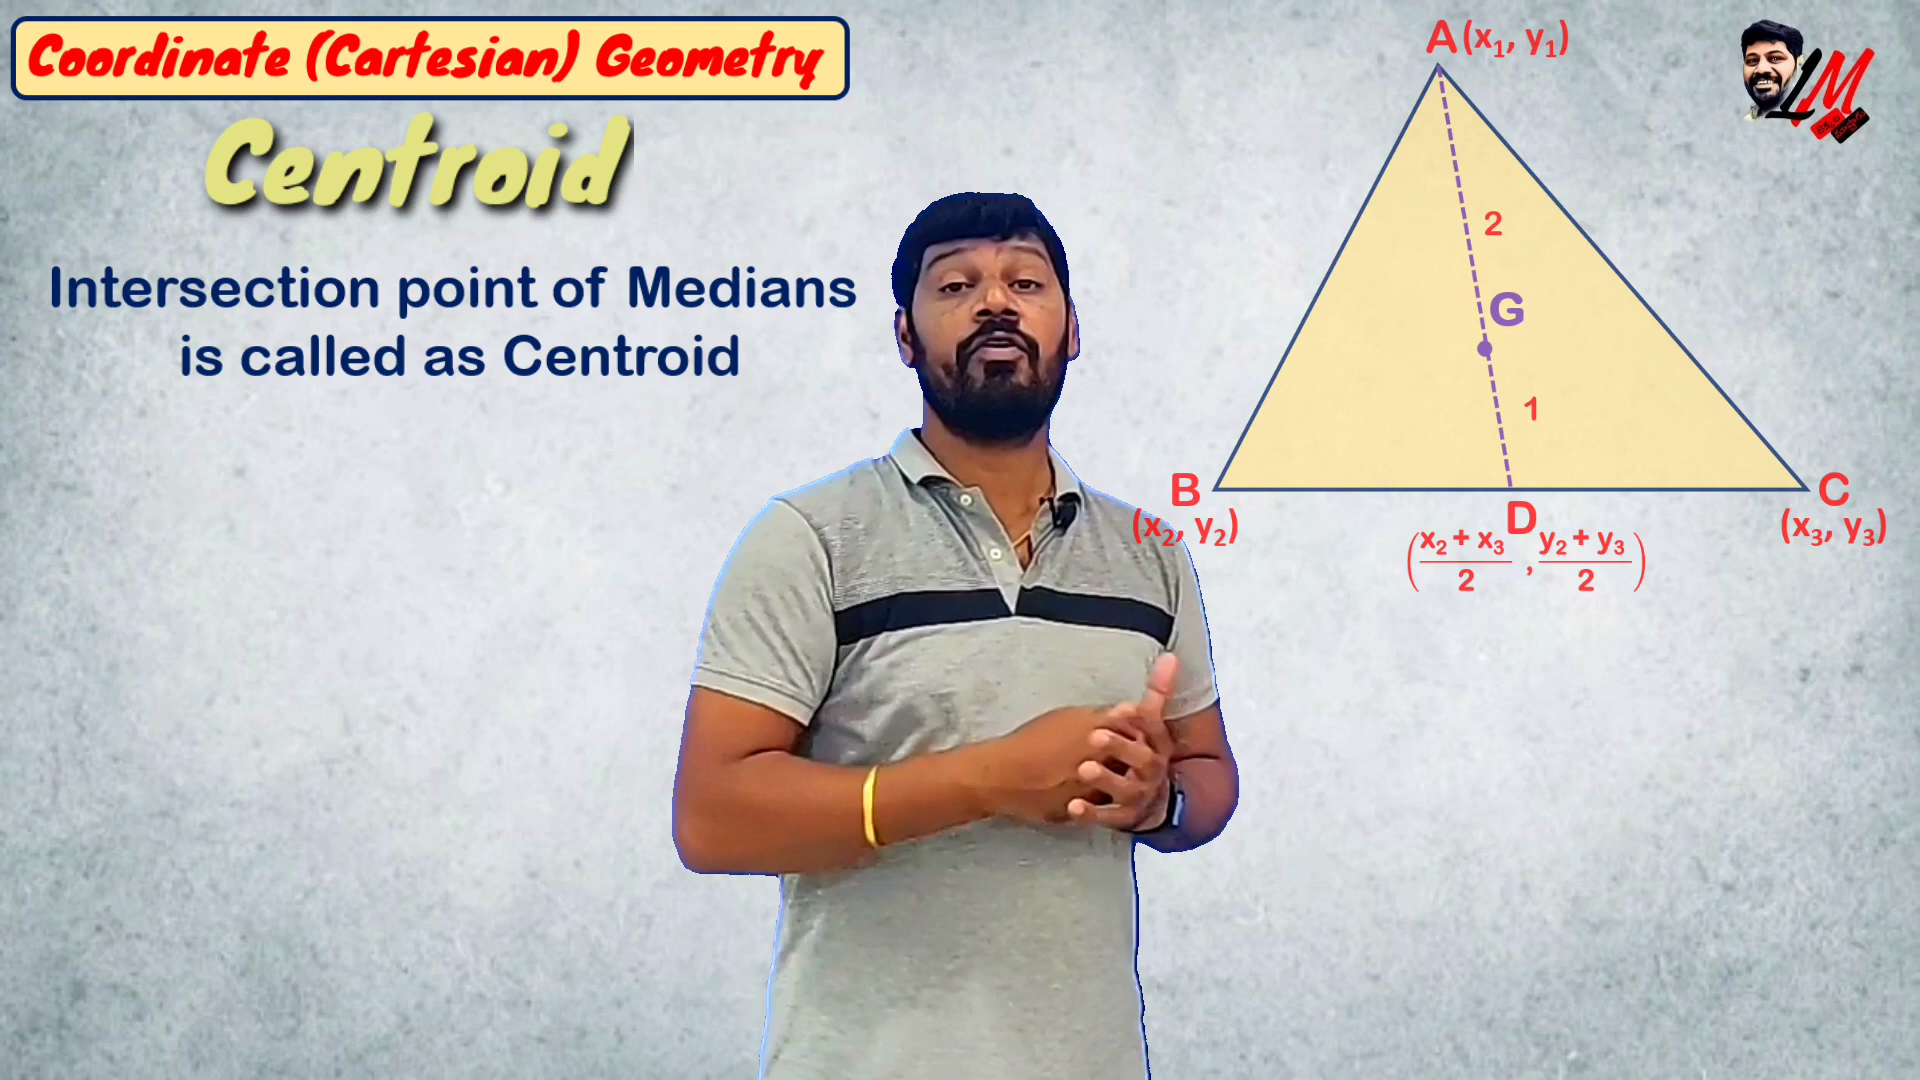 Coordinate (Cartesian) Geometry
Centroid
Intersection point of Medians
is called as Centroid
A (x₁, y₁)
2
G
1
B
(x₂, y₂)
D
(x₂ + x₃ / 2 , y₂ + y₃ / 2)
C
(x₃, y₃)
LM